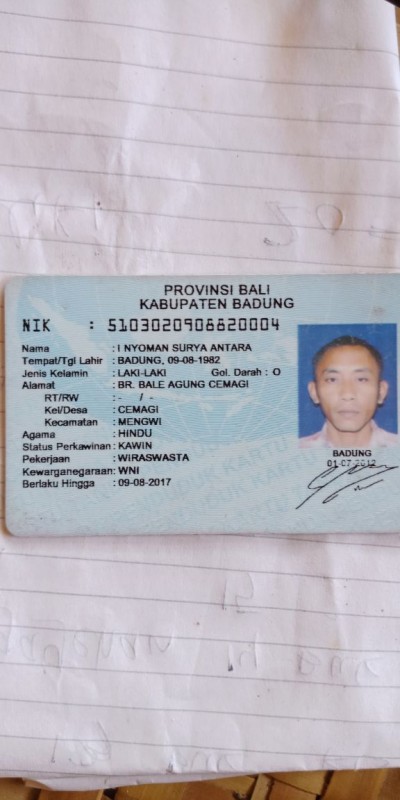 PROVINSI BALI
KABUPATEN BADUNG
NIK : 5103020908820004
Nama : I NYOMAN SURYA ANTARA
Tempat/Tgl Lahir : BADUNG, 09-08-1982
Jenis Kelamin : LAKI-LAKI Gol. Darah : O
Alamat : BR. BALE AGUNG CEMAGI
RT/RW : - / -
Kel/Desa : CEMAGI
Kecamatan : MENGWI
Agama : HINDU
Status Perkawinan : KAWIN
Pekerjaan : WIRASWASTA
Kewarganegaraan : WNI
Berlaku Hingga : 09-08-2017
BADUNG
01-07-2012